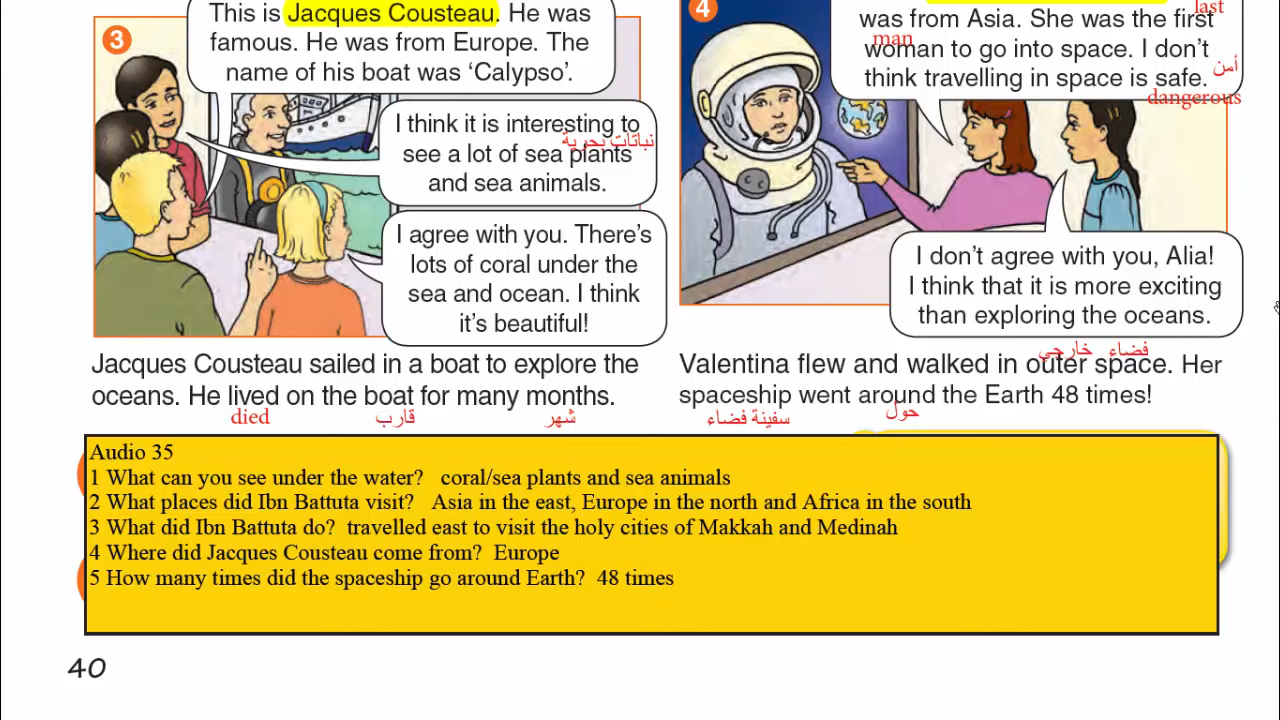 3
This is Jacques Cousteau. He was
famous. He was from Europe. The
name of his boat was ‘Calypso’.
I think it is interesting to
نباتات بحرية
see a lot of sea plants
and sea animals.
I agree with you. There’s
lots of coral under the
sea and ocean. I think
it’s beautiful!
Jacques Cousteau sailed in a boat to explore the
oceans. He lived on the boat for many months.
died قارب شهر
4
last
was from Asia. She was the first
man
woman to go into space. I don’t
أمن
think travelling in space is safe.
dangerous
I don’t agree with you, Alia!
I think that it is more exciting
than exploring the oceans.
فضاء خارجي
Valentina flew and walked in outer space. Her
spaceship went around the Earth 48 times!
سفينة فضاء حول
Audio 35
1 What can you see under the water? coral/sea plants and sea animals
2 What places did Ibn Battuta visit? Asia in the east, Europe in the north and Africa in the south
3 What did Ibn Battuta do? travelled east to visit the holy cities of Makkah and Medinah
4 Where did Jacques Cousteau come from? Europe
5 How many times did the spaceship go around Earth? 48 times
40